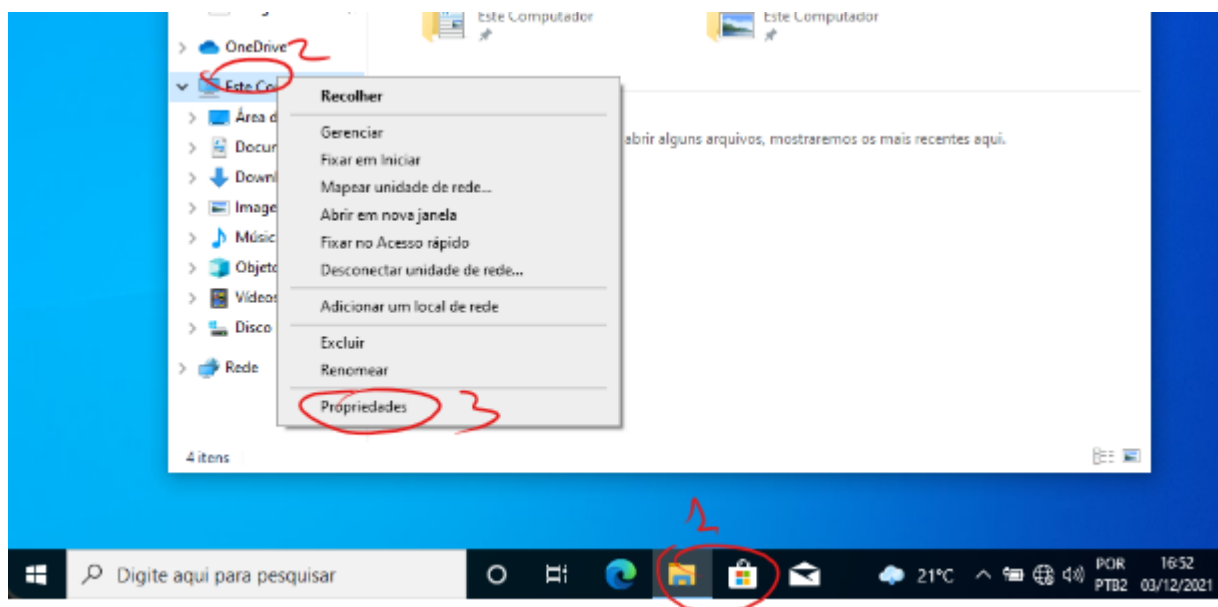 Este Computador
Este Computador
OneDrive
2
Este Co
Recolher
Área d
Gerenciar
abrir alguns arquivos, mostraremos os mais recentes aqui.
Docur
Fixar em Iniciar
Downl
Mapear unidade de rede...
Image
Abrir em nova janela
Músic
Fixar no Acesso rápido
Objeto
Desconectar unidade de rede...
Vídeos
Adicionar um local de rede
Disco
Excluir
Rede
Renomear
Propriedades
3
4 itens
1
Digite aqui para pesquisar
21°C
POR
16:52
PTB2
03/12/2021